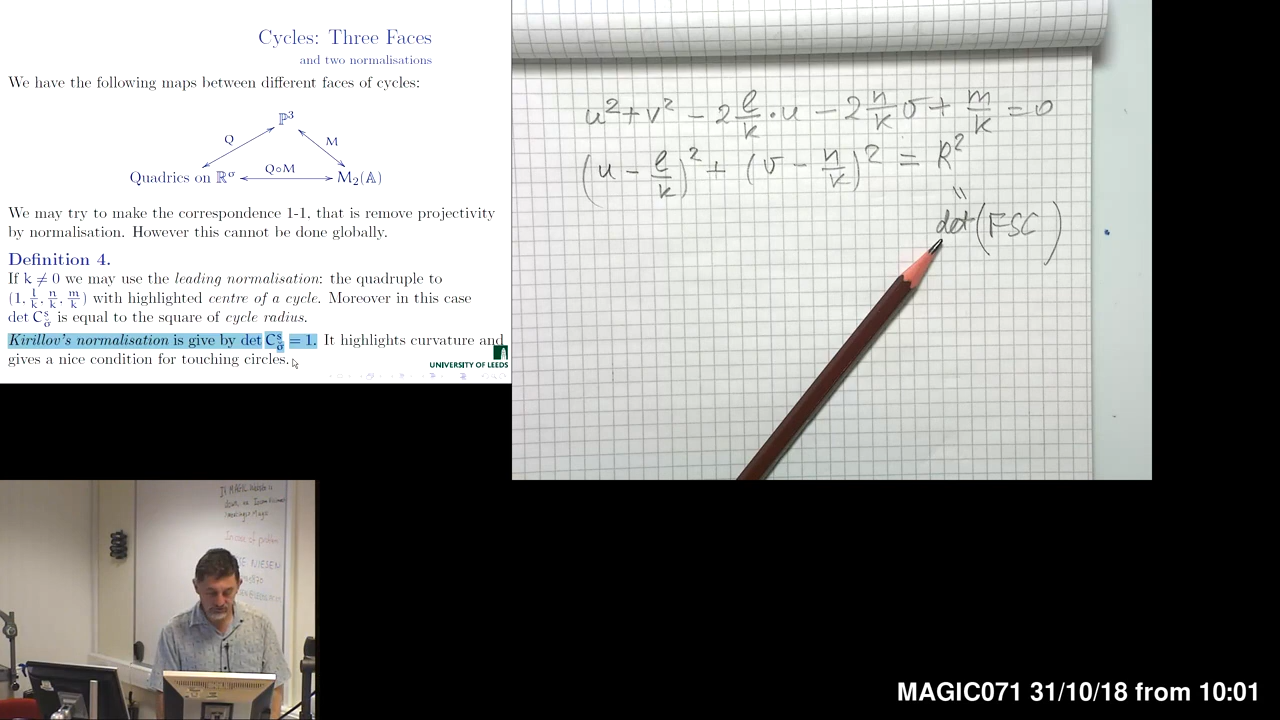 Cycles: Three Faces
and two normalisations
We have the following maps between different faces of cycles:
ℙ³
Q
M
Quadrics on ℝ^σ
Q∘M
M₂(𝔸)
We may try to make the correspondence 1-1, that is remove projectivity
by normalisation. However this cannot be done globally.
Definition 4.
If k ≠ 0 we may use the leading normalisation: the quadruple to
(1, l/k, n/k, m/k) with highlighted centre of a cycle. Moreover in this case
det C^s_σ is equal to the square of cycle radius.
Kirillov's normalisation is give by det C^s_σ = 1. It highlights curvature and
gives a nice condition for touching circles.
UNIVERSITY OF LEEDS
u² + v² − 2 l/k · u − 2 n/k v + m/k = 0
(u − l/k)² + (v − n/k)² = R²
=
det (FSC)
In case of problem
MAGIC071 31/10/18 from 10:01